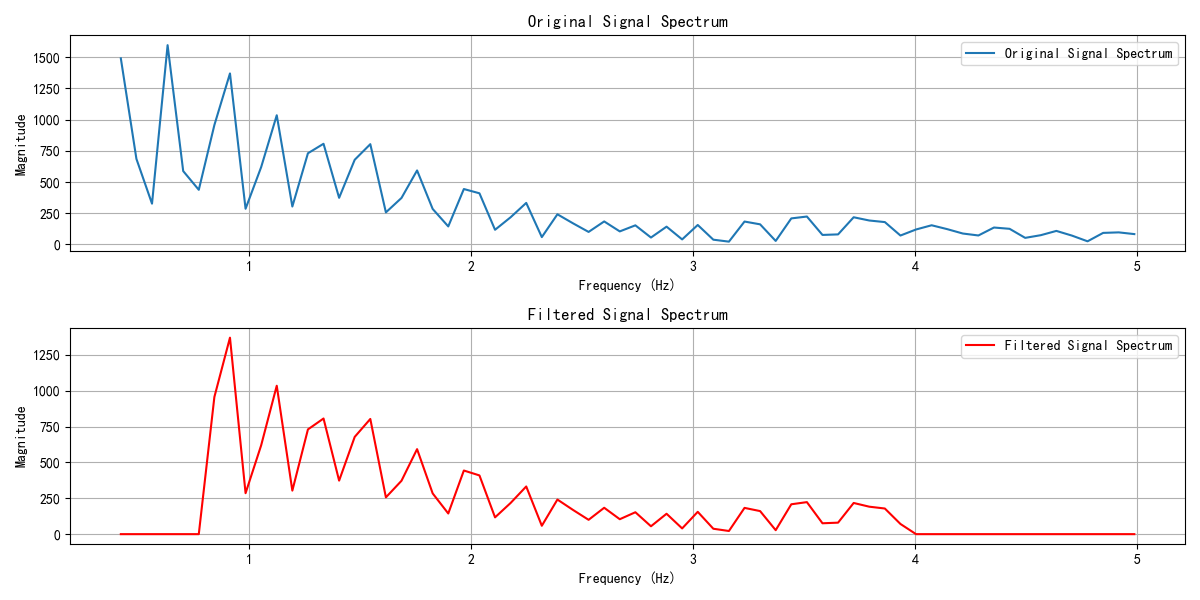 Original Signal Spectrum
Original Signal Spectrum
1500
1250
1000
750
500
250
0
Magnitude
1 2 3 4 5
Frequency (Hz)
Filtered Signal Spectrum
Filtered Signal Spectrum
1250
1000
750
500
250
0
Magnitude
1 2 3 4 5
Frequency (Hz)